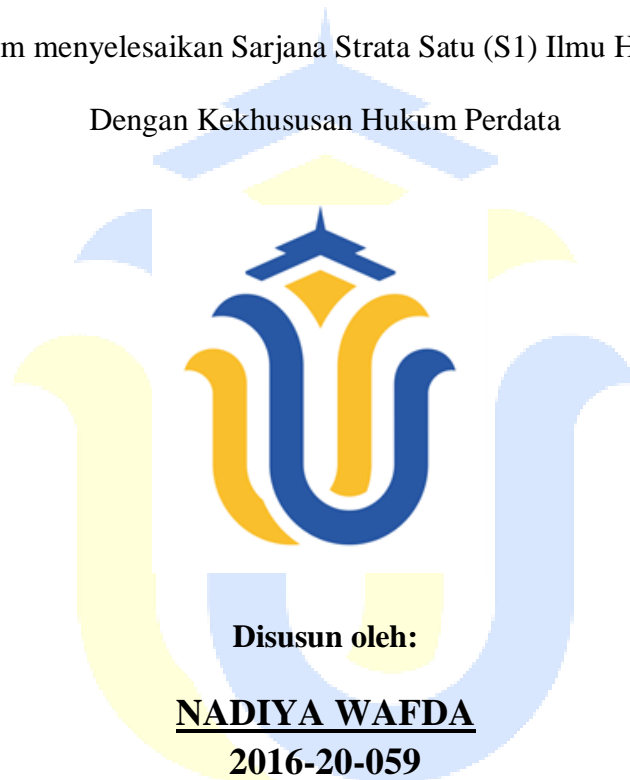 menyelesaikan Sarjana Strata Satu (S1) Ilmu
Dengan Kekhususan Hukum Perdata
Disusun oleh:
NADIYA WAFDA
2016-20-059